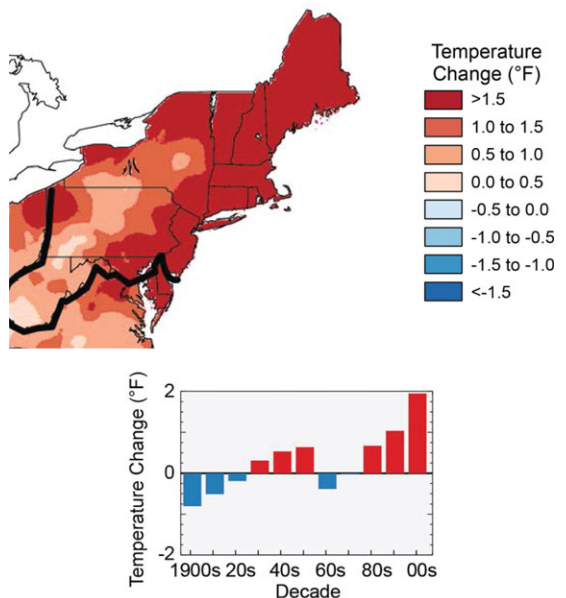 Temperature
Change (°F)
>1.5
1.0 to 1.5
0.5 to 1.0
0.0 to 0.5
-0.5 to 0.0
-1.0 to -0.5
-1.5 to -1.0
<-1.5
Temperature Change (°F)
2
0
-2
1900s 20s 40s 60s 80s 00s
Decade